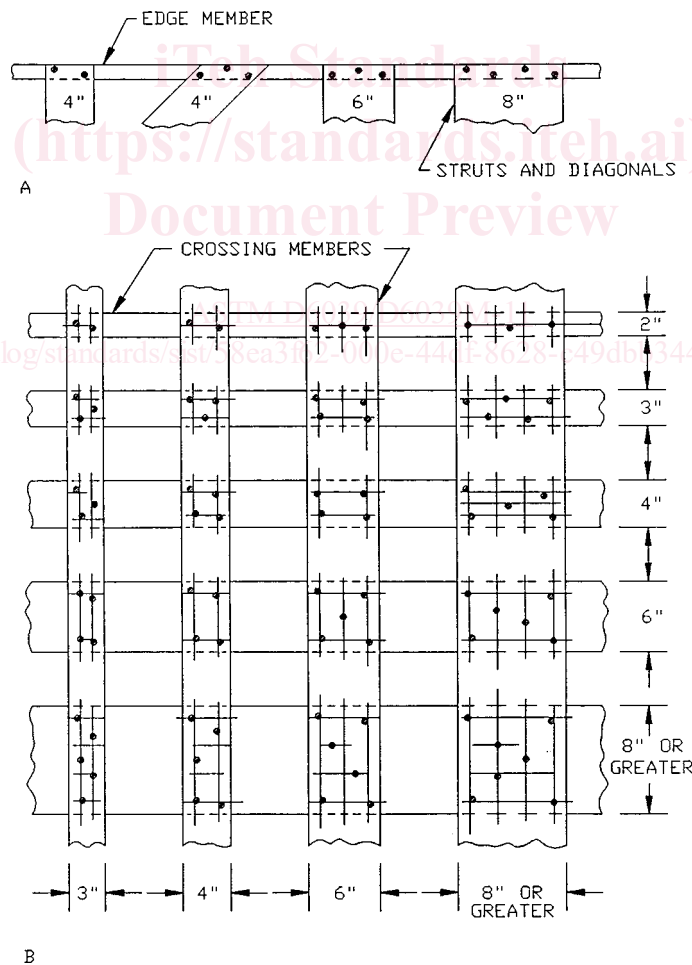 EDGE MEMBER
iTeh Standards
4" 4" 6" 8"
(https://standards.iteh.ai)
STRUTS AND DIAGONALS
A
Document Preview
CROSSING MEMBERS
2"
3"
4"
6"
8" OR
GREATER
3" 4" 6" 8" OR
GREATER
B